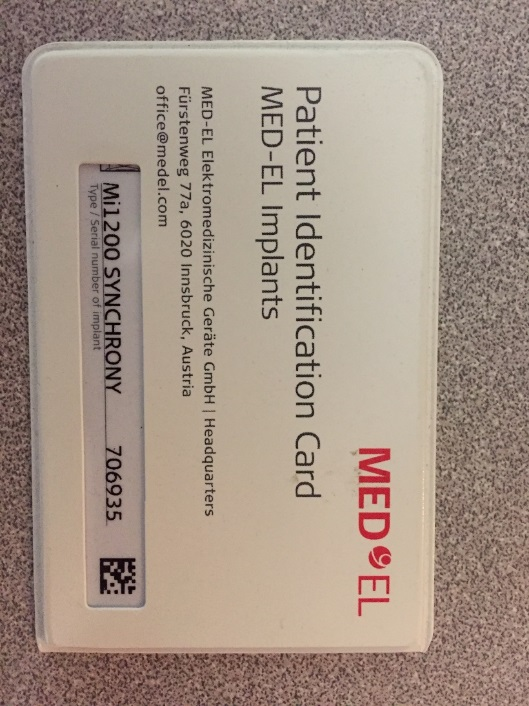 MED EL
Patient Identification Card
MED-EL Implants
MED-EL Elektromedizinische Geräte GmbH | Headquarters
Fürstenweg 77a, 6020 Innsbruck, Austria
office@medel.com
Mi1200 SYNCHRONY 706935
Type / Serial number of implant